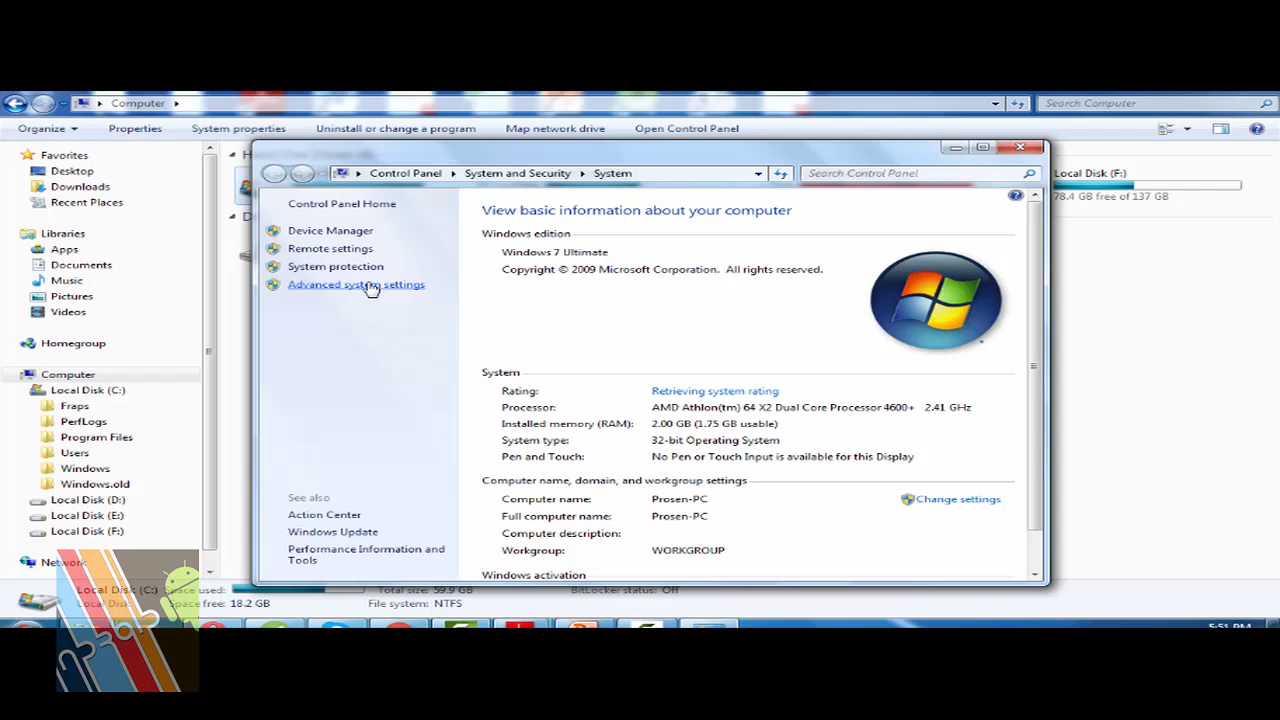 Computer
Search Computer
Organize
Properties
System properties
Uninstall or change a program
Map network drive
Open Control Panel
Favorites
Desktop
Downloads
Recent Places
Libraries
Apps
Documents
Music
Pictures
Videos
Homegroup
Computer
Local Disk (C:)
Fraps
PerfLogs
Program Files
Users
Windows
Windows.old
Local Disk (D:)
Local Disk (E:)
Local Disk (F:)
Network
Control Panel
System and Security
System
Search Control Panel
Control Panel Home
Device Manager
Remote settings
System protection
Advanced system settings
See also
Action Center
Windows Update
Performance Information and
Tools
View basic information about your computer
Windows edition
Windows 7 Ultimate
Copyright © 2009 Microsoft Corporation. All rights reserved.
System
Rating: Retrieving system rating
Processor: AMD Athlon(tm) 64 X2 Dual Core Processor 4600+ 2.41 GHz
Installed memory (RAM): 2.00 GB (1.75 GB usable)
System type: 32-bit Operating System
Pen and Touch: No Pen or Touch Input is available for this Display
Computer name, domain, and workgroup settings
Computer name: Prosen-PC
Change settings
Full computer name: Prosen-PC
Computer description:
Workgroup: WORKGROUP
Windows activation
Local Disk (F:)
78.4 GB free of 137 GB
Local Disk (C:) Space used: Total size: 59.9 GB BitLocker status: Off
Local Disk Space free: 18.2 GB File system: NTFS
5:51 PM